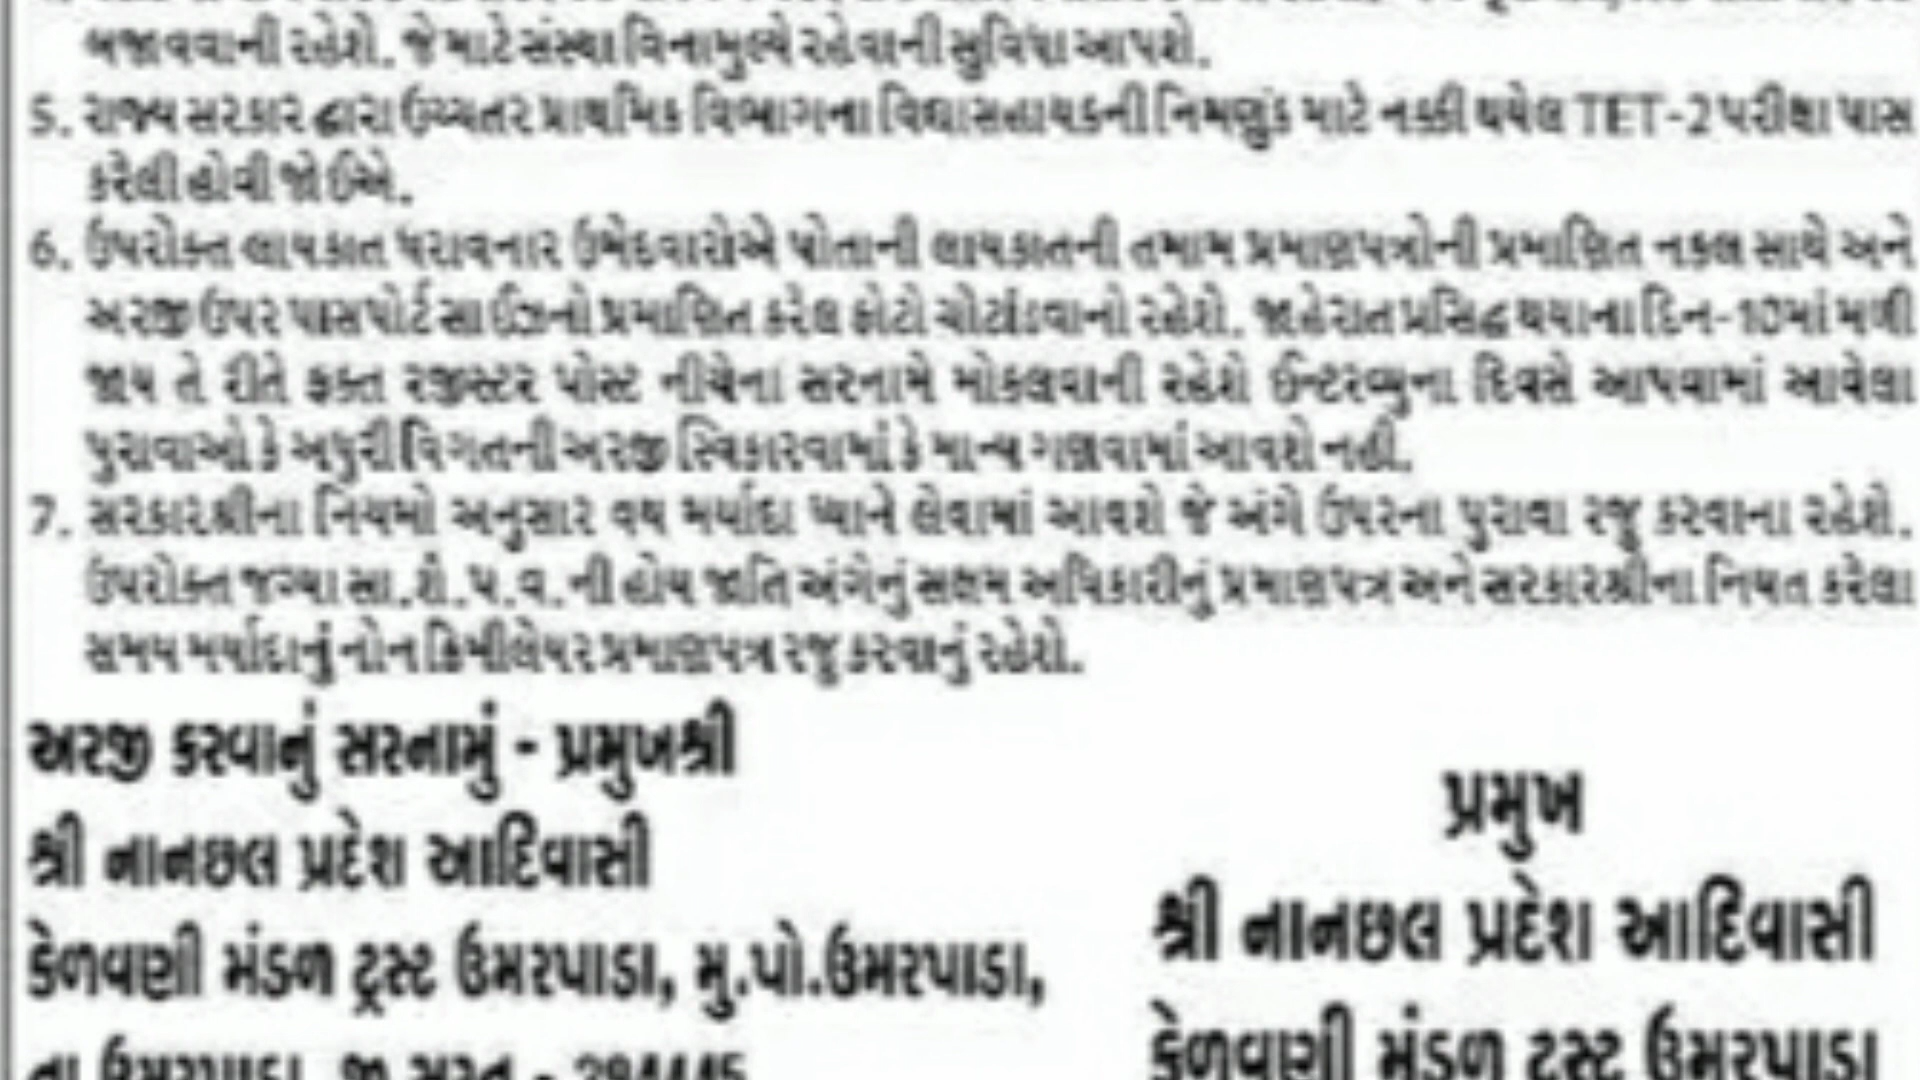 બજાવવાની રહેશે. જે માટે સંસ્થા વિનામુલ્યે રહેવાની સુવિધા આપશે.
5. રાજ્ય સરકાર દ્વારા ઉચ્ચતર પ્રાથમિક વિભાગના વિદ્યાસહાયકની નિમણુંક માટે નક્કી થયેલ TET-2 પરીક્ષા પાસ
કરેલી હોવી જોઈએ.
6. ઉપરોક્ત લાયકાત ધરાવનાર ઉમેદવારોએ પોતાની લાયકાતની તમામ પ્રમાણપત્રોની પ્રમાણિત નકલ સાથે અને
અરજી ઉપર પાસપોર્ટ સાઈઝનો પ્રમાણિત કરેલ ફોટો ચોટાંડવાનો રહેશે. જાહેરાત પ્રસિદ્ધ થયાના દિન-10માં મળી
જાય તે રીતે ફક્ત રજીસ્ટર પોસ્ટ નીચેના સરનામે મોકલવાની રહેશે ઈન્ટરવ્યુના દિવસે આપવામાં આવેલા
પુરાવાઓ કે અપુરી વિગતની અરજી સ્વિકારવામાં કે માન્ય ગણવામાં આવશે નહીં.
7. સરકારશ્રીના નિયમો અનુસાર વય મર્યાદા ધ્યાને લેવામાં આવશે જે અંગે ઉપરના પુરાવા રજુ કરવાના રહેશે.
ઉપરોક્ત જગ્યા સા.શૈ.પ.વ. ની હોય જાતિ અંગેનું સક્ષમ અધિકારીનું પ્રમાણપત્ર અને સરકારશ્રીના નિયત કરેલા
સમય મર્યાદાનું નોન ક્રિમીલેયર પ્રમાણપત્ર રજુ કરવાનું રહેશે.
અરજી કરવાનું સરનામું - પ્રમુખશ્રી
શ્રી નાનછલ પ્રદેશ આદિવાસી
કેળવણી મંડળ ટ્રસ્ટ ઉમરપાડા, મુ.પો.ઉમરપાડા,
તા ઉમરપાડા, જી સુરત - 394445
પ્રમુખ
શ્રી નાનછલ પ્રદેશ આદિવાસી
કેળવણી મંડળ ટ્રસ્ટ ઉમરપાડા